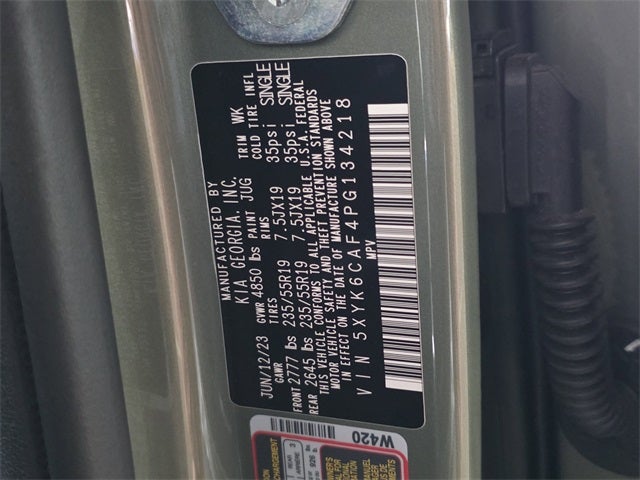 MANUFACTURED BY
KIA GEORGIA, INC.
JUN/12/23 GVWR 4850 lbs PAINT JUG TRIM WK
GAWR TIRES RIMS COLD TIRE INFL
FRONT 2777 lbs 235/55R19 7.5JX19 35psi SINGLE
REAR 2645 lbs 235/55R19 7.5JX19 35psi SINGLE
THIS VEHICLE CONFORMS TO ALL APPLICABLE U.S.A. FEDERAL
MOTOR VEHICLE SAFETY AND THEFT PREVENTION STANDARDS
IN EFFECT ON THE DATE OF MANUFACTURE SHOWN ABOVE
VIN 5XYK6CAF4PG134218
MPV
W420
REAR
3
926